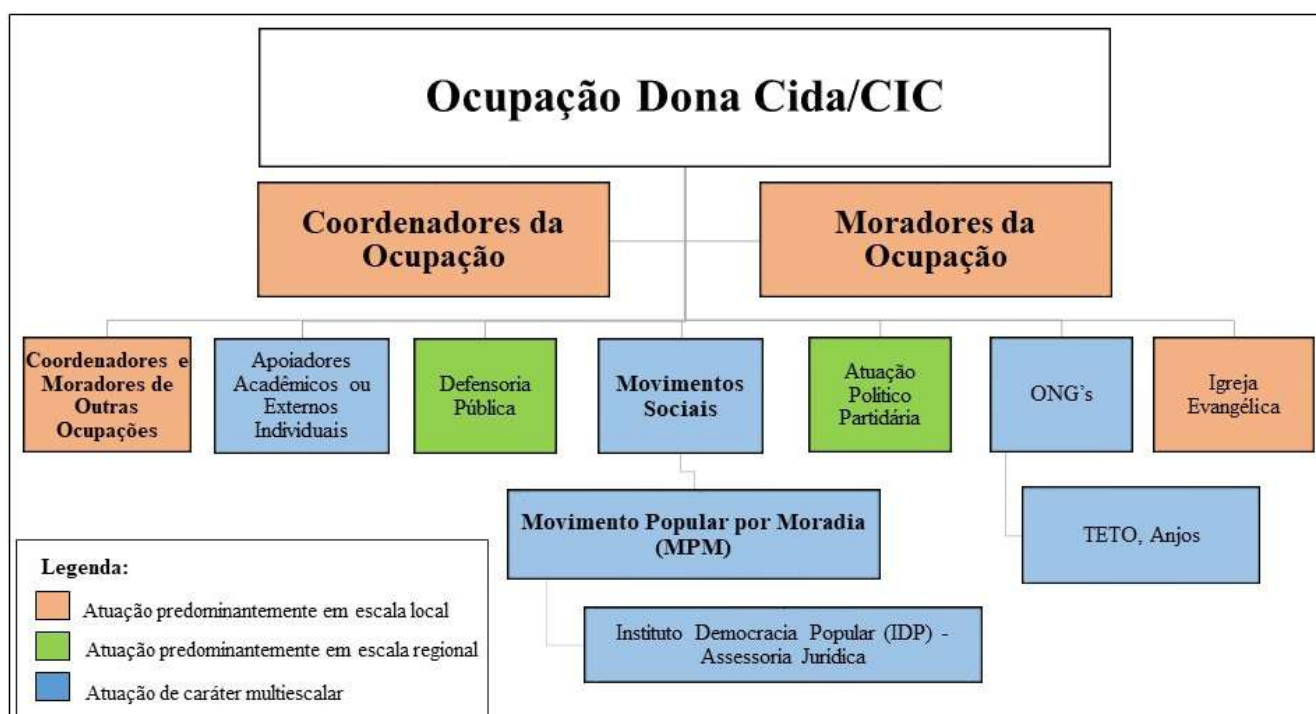 Ocupação Dona Cida/CIC
Coordenadores da
Ocupação
Moradores da
Ocupação
Coordenadores e
Moradores de
Outras
Ocupações
Apoiadores
Acadêmicos ou
Externos
Individuais
Defensoria
Pública
Movimentos
Sociais
Atuação
Político
Partidária
ONG's
Igreja
Evangélica
Movimento Popular por Moradia
(MPM)
TETO, Anjos
Instituto Democracia Popular (IDP) -
Assessoria Jurídica
Legenda:
Atuação predominantemente em escala local
Atuação predominantemente em escala regional
Atuação de caráter multiescalar